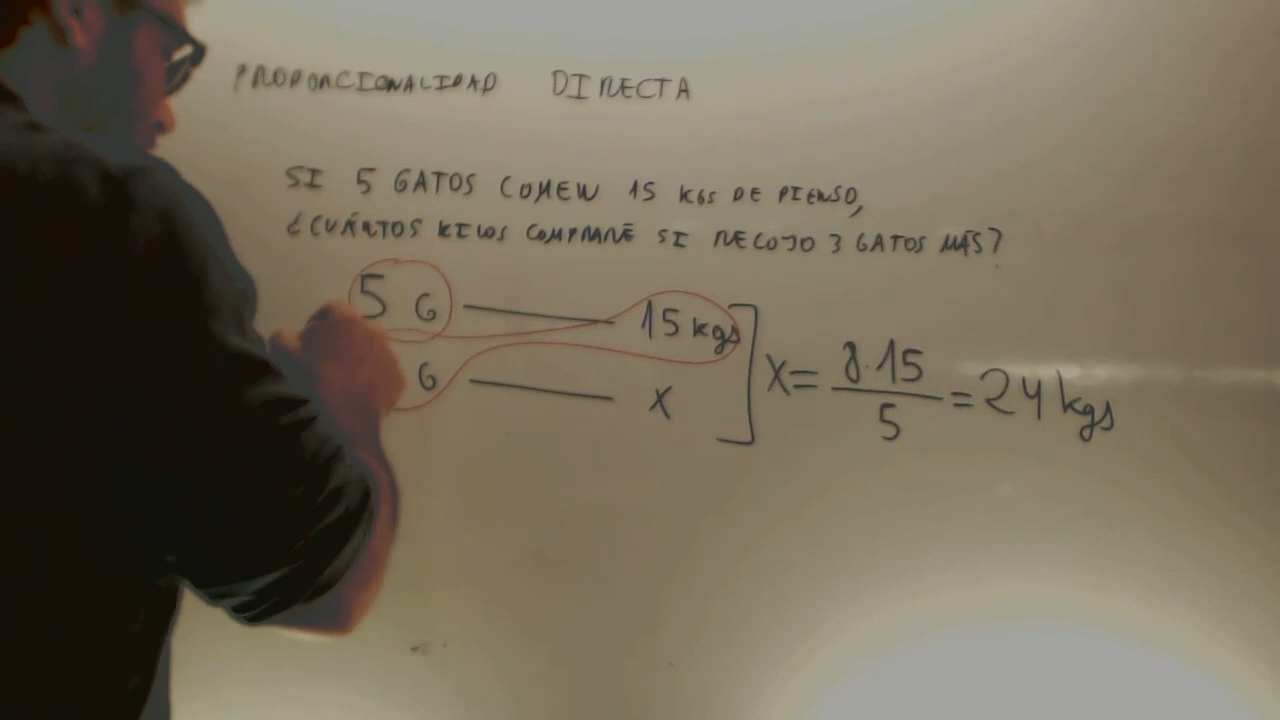 PROPORCIONALIDAD DIRECTA
SI 5 GATOS COMEN 15 KGS DE PIENSO,
¿CUÁNTOS KILOS COMPRARÉ SI RECOJO 3 GATOS MÁS?
5 G — 15 kgs
G — X
X = 8·15 / 5 = 24 kgs